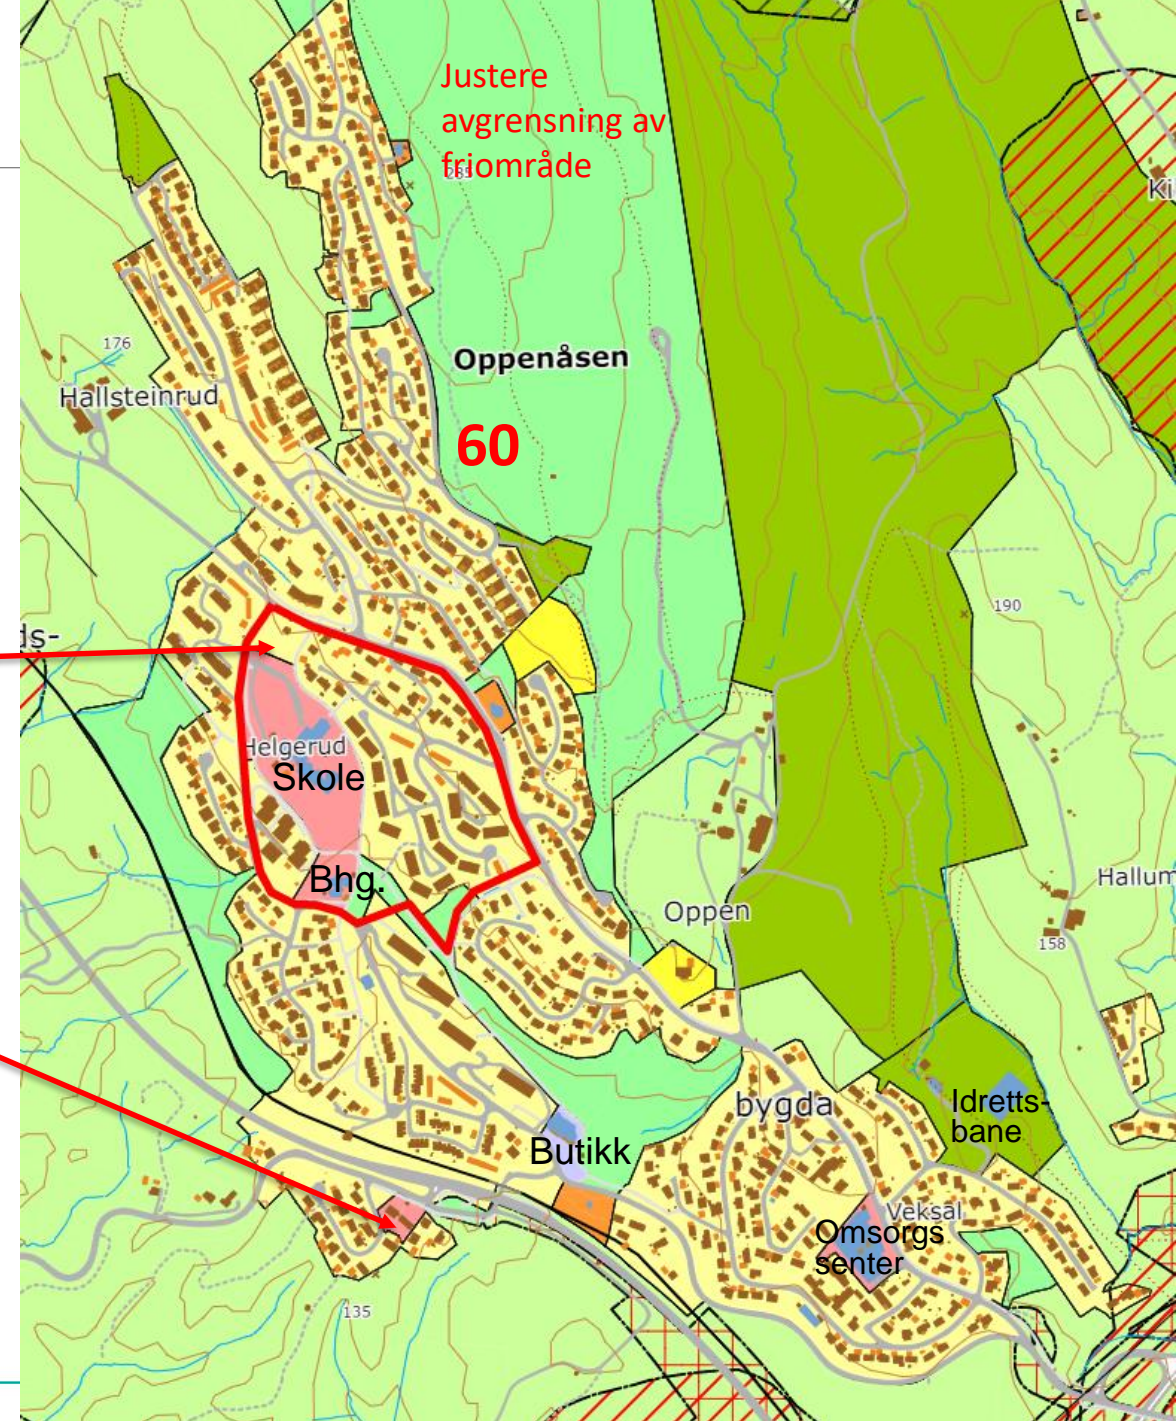 Justere
avgrensning av
friområde
285
Ki
176
Hallsteinrud
Oppenåsen
60
190
ds-
Helgerud
Skole
Bhg.
Oppen
Hallum
158
bygda
Idretts-
bane
Butikk
Veksal
Omsorgs
senter
135